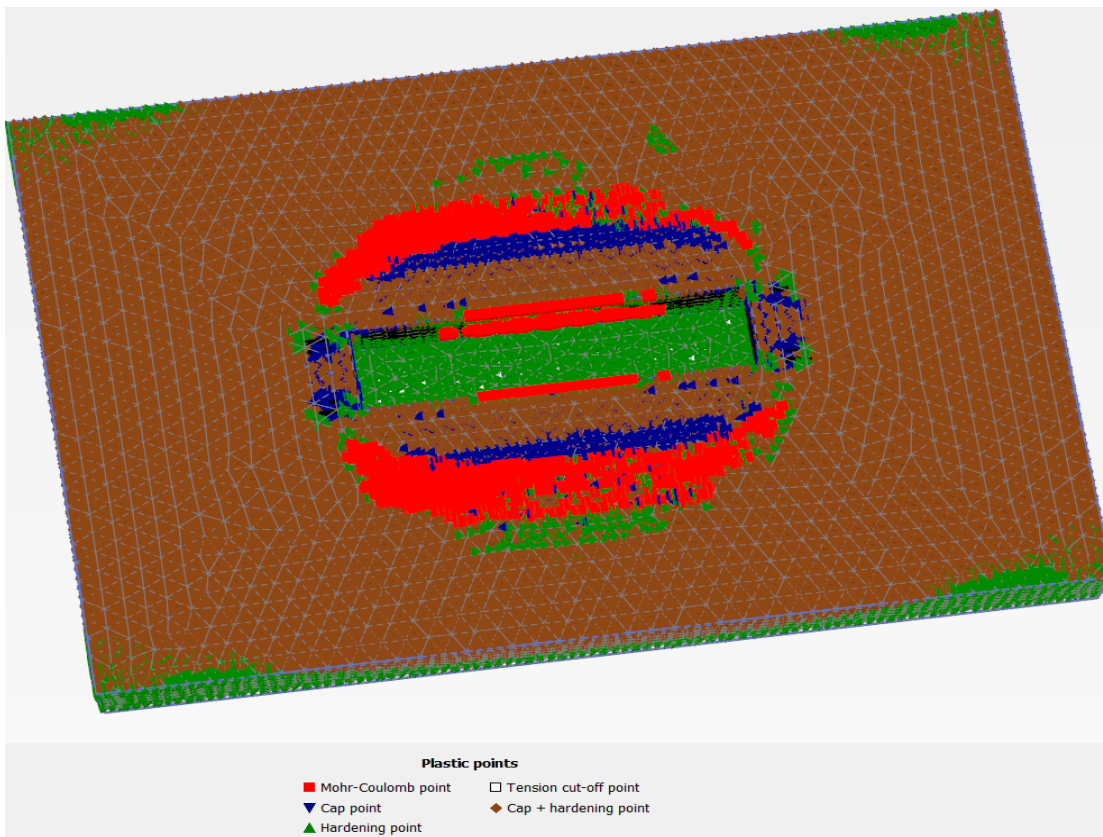 Plastic points
Mohr-Coulomb point Tension cut-off point
Cap point Cap + hardening point
Hardening point